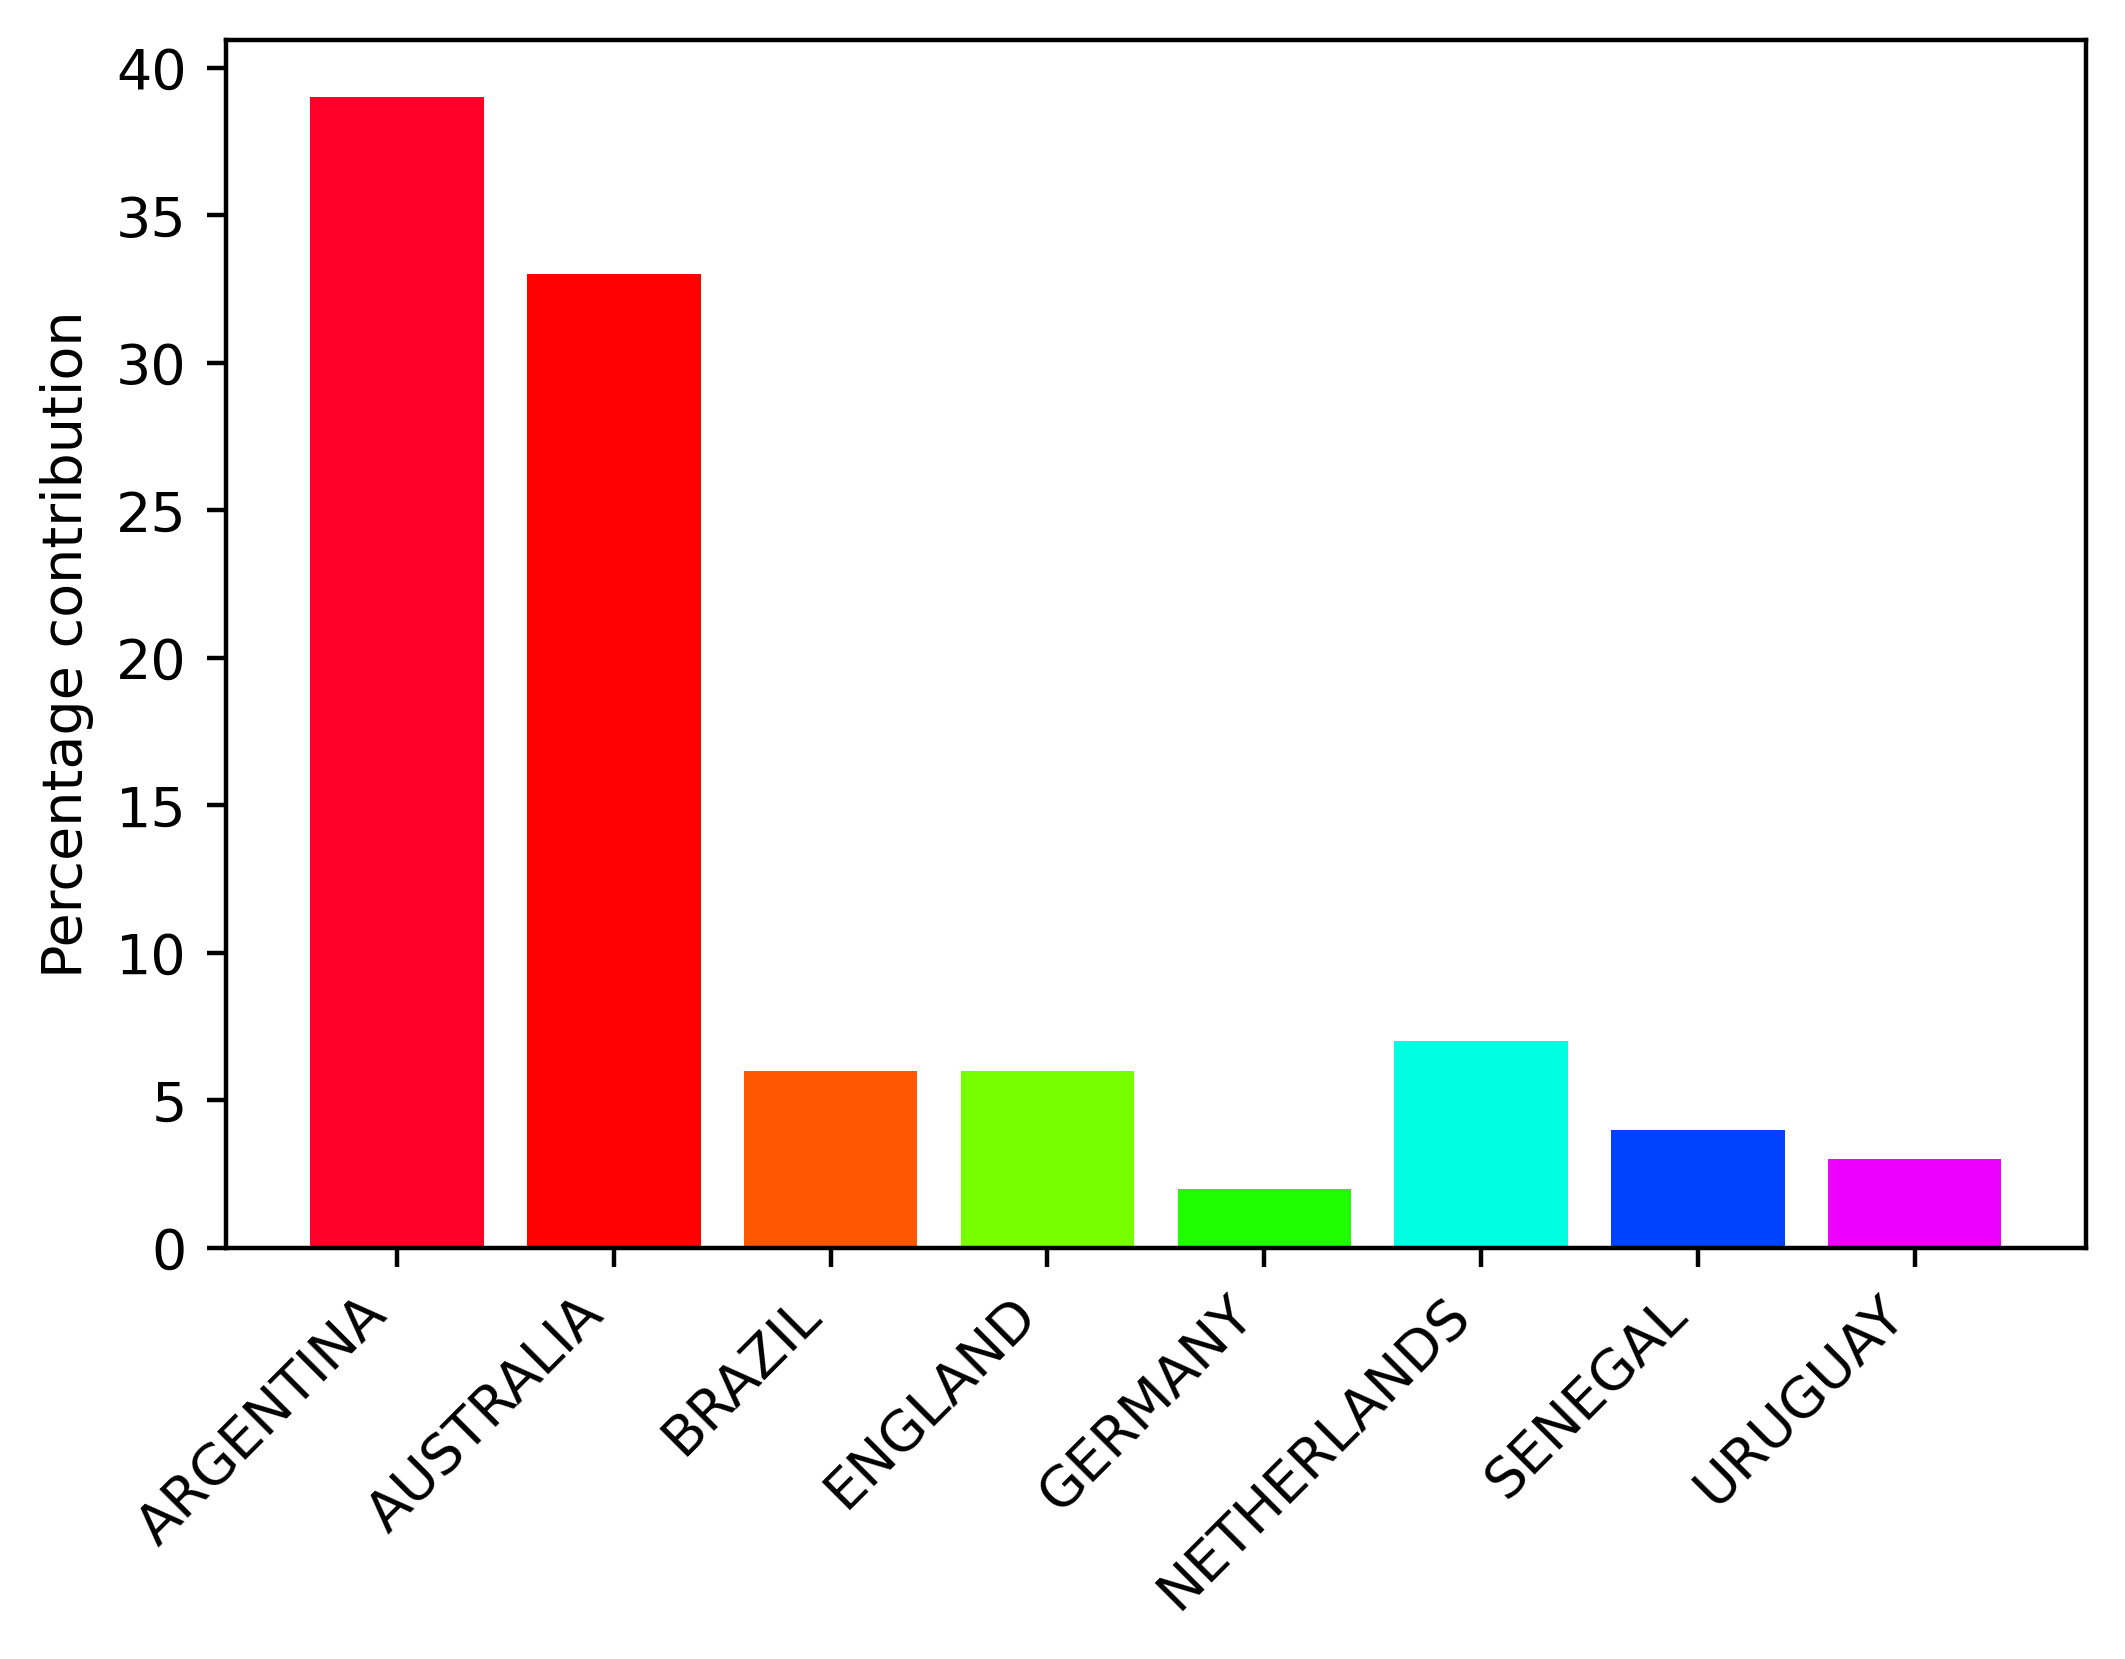 Percentage contribution
40
35
30
25
20
15
10
5
0
ARGENTINA
AUSTRALIA
BRAZIL
ENGLAND
GERMANY
NETHERLANDS
SENEGAL
URUGUAY